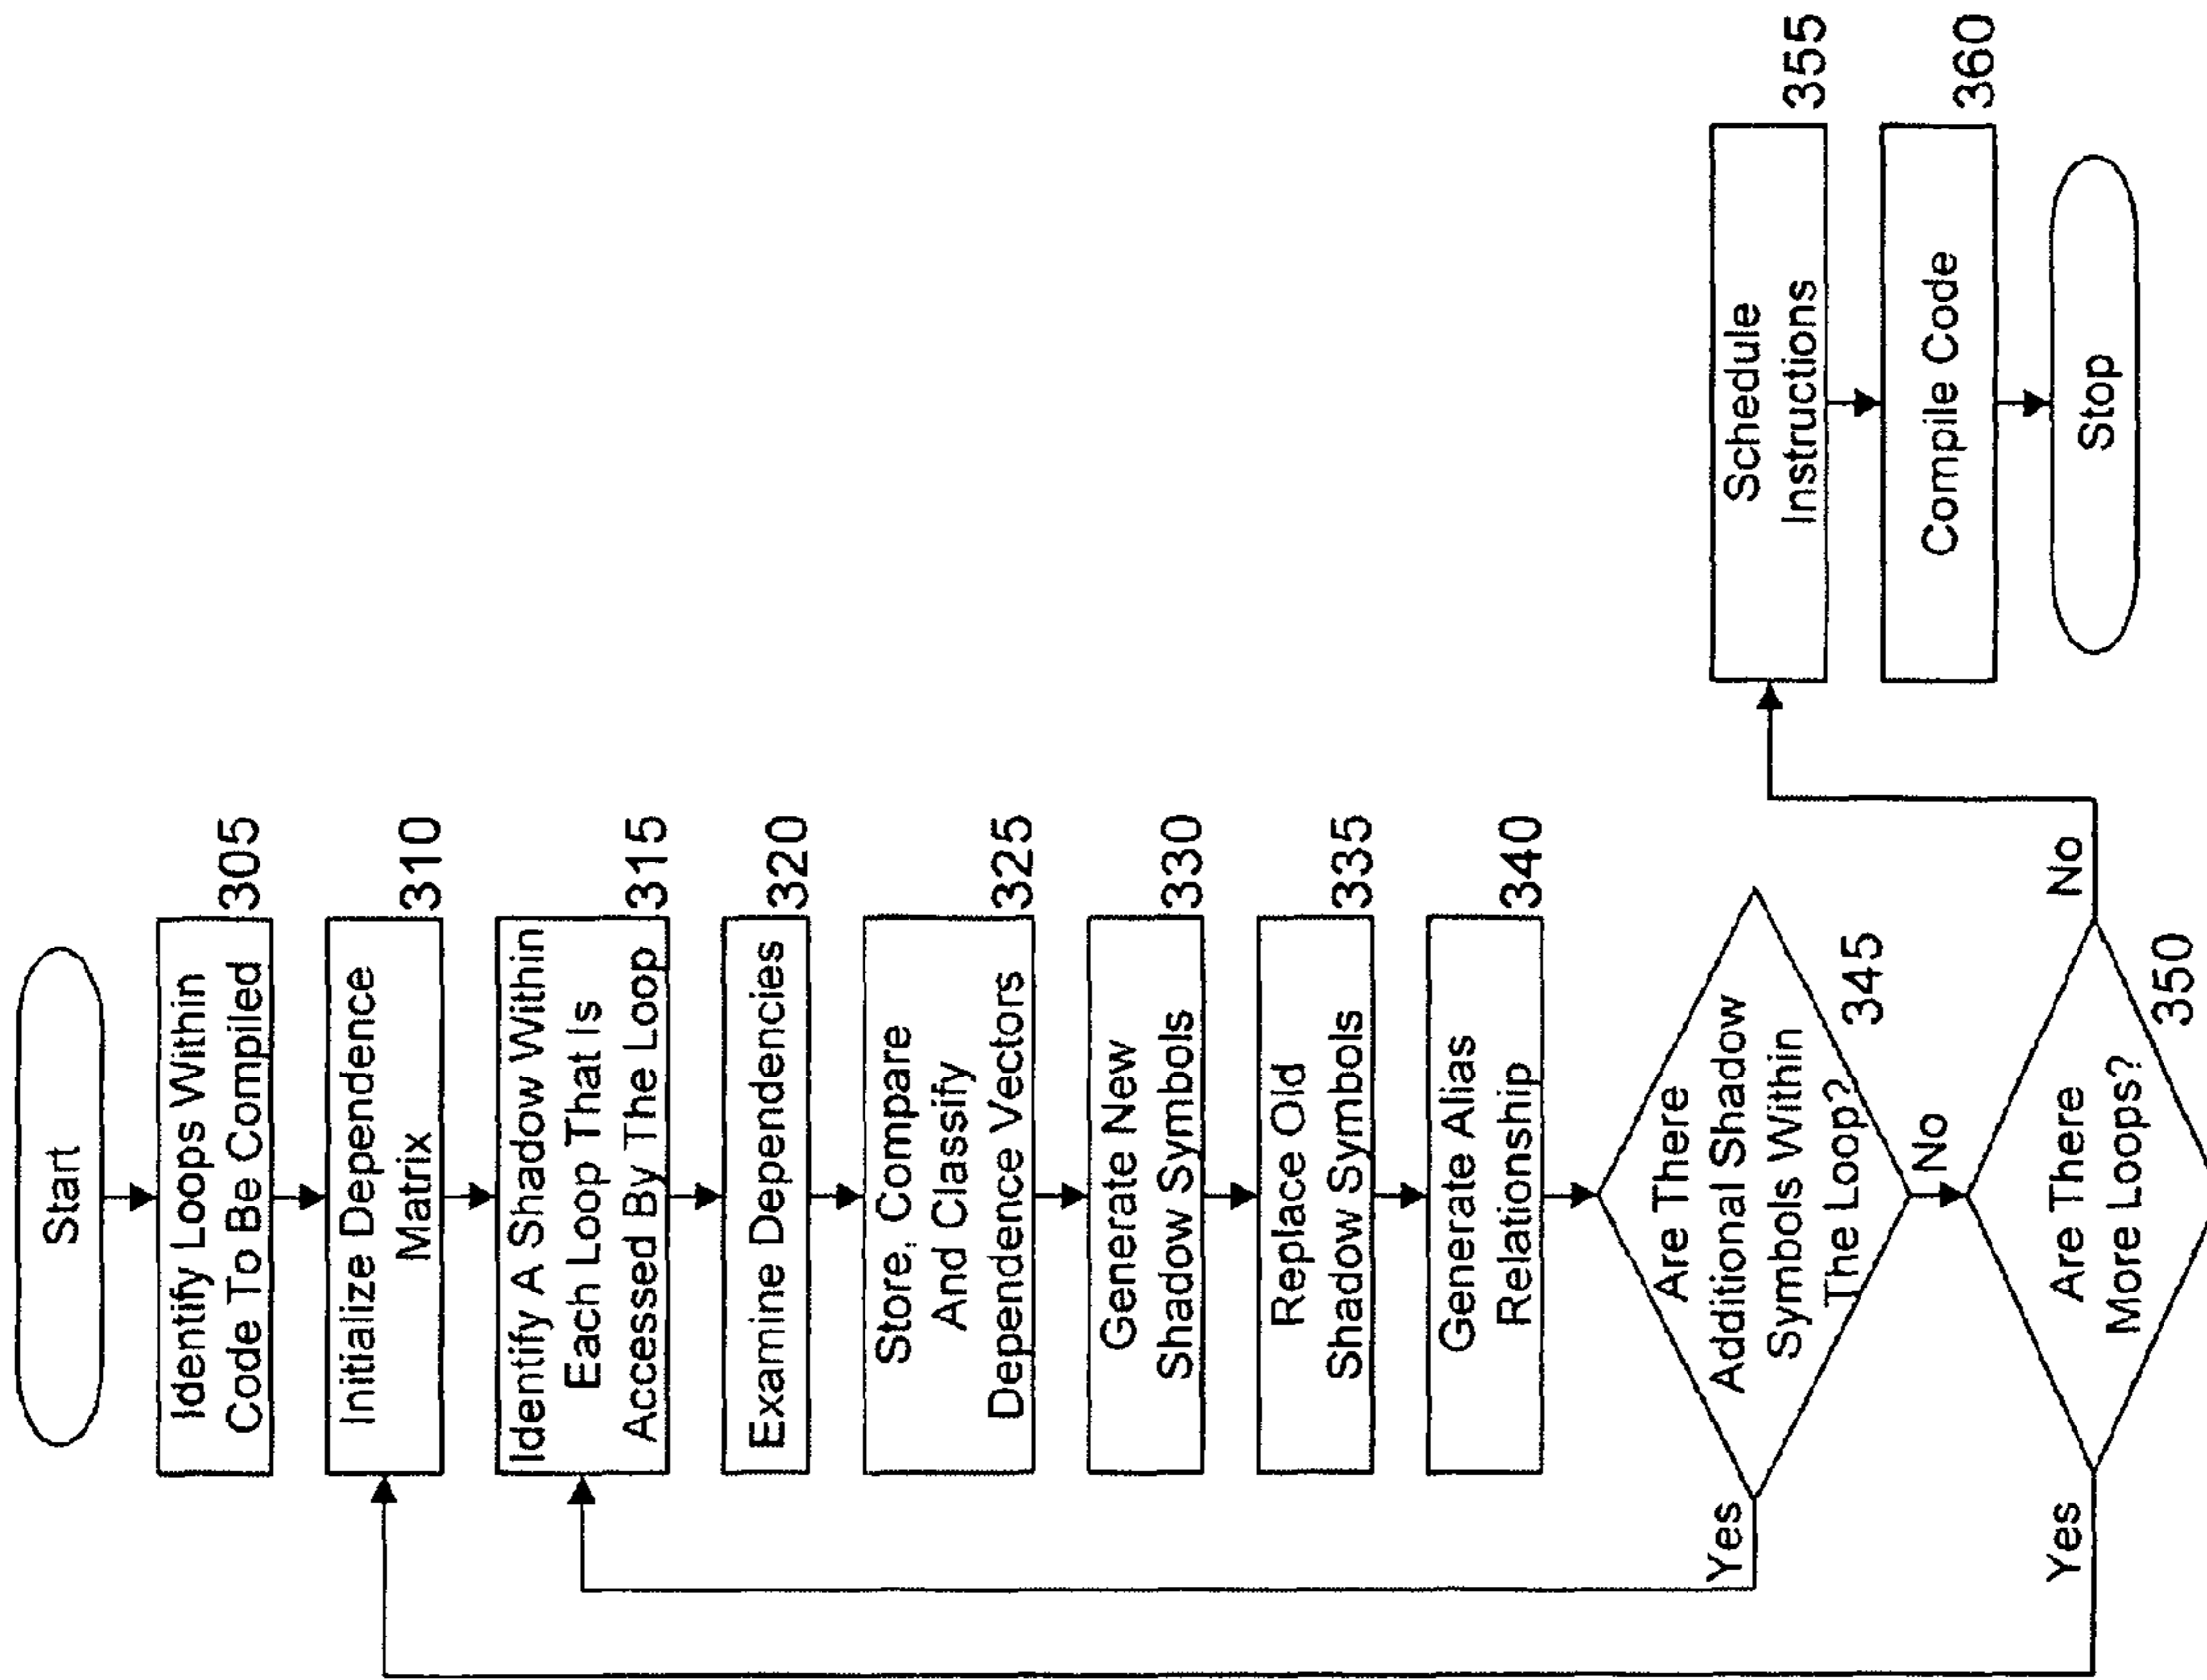 Start
Identify Loops Within
Code To Be Compiled
305
Initialize Dependence
Matrix
310
Identify A Shadow Within
Each Loop That Is
Accessed By The Loop
315
Examine Dependencies
320
Store, Compare
And Classify
Dependence Vectors
325
Generate New
Shadow Symbols
330
Replace Old
Shadow Symbols
335
Generate Alias
Relationship
340
Are There
Additional Shadow
Symbols Within
The Loop?
345
Yes
No
Are There
More Loops?
350
Yes
No
Schedule
Instructions
355
Compile Code
360
Stop